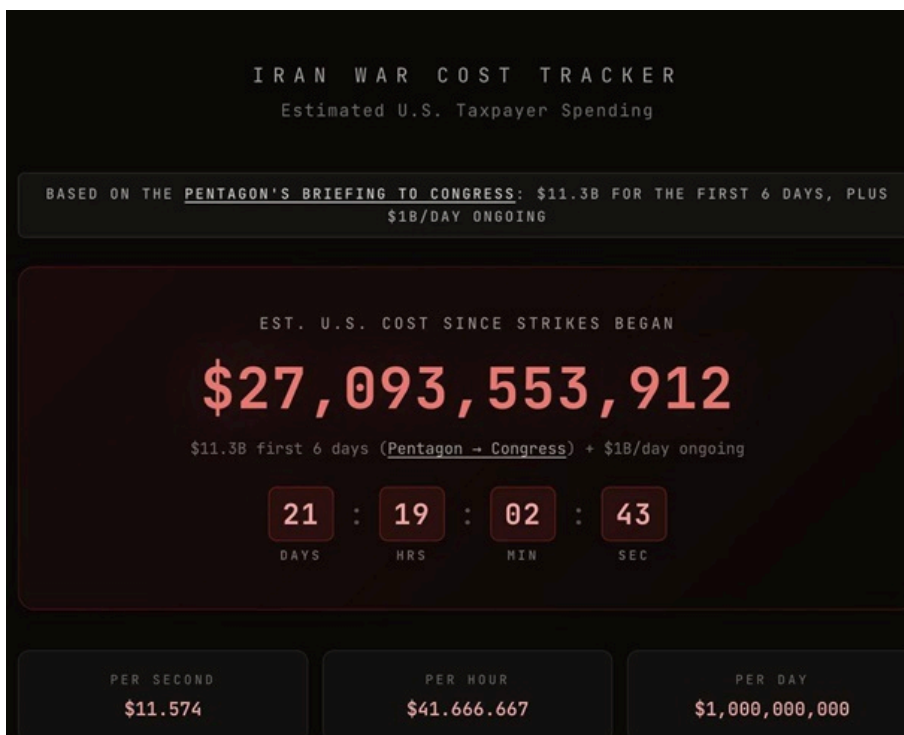 IRAN WAR COST TRACKER
Estimated U.S. Taxpayer Spending
BASED ON THE PENTAGON'S BRIEFING TO CONGRESS: $11.3B FOR THE FIRST 6 DAYS, PLUS
$1B/DAY ONGOING
EST. U.S. COST SINCE STRIKES BEGAN
$27,093,553,912
$11.3B first 6 days (Pentagon → Congress) + $1B/day ongoing
21 : 19 : 02 : 43
DAYS HRS MIN SEC
PER SECOND PER HOUR PER DAY
$11.574 $41.666.667 $1,000,000,000